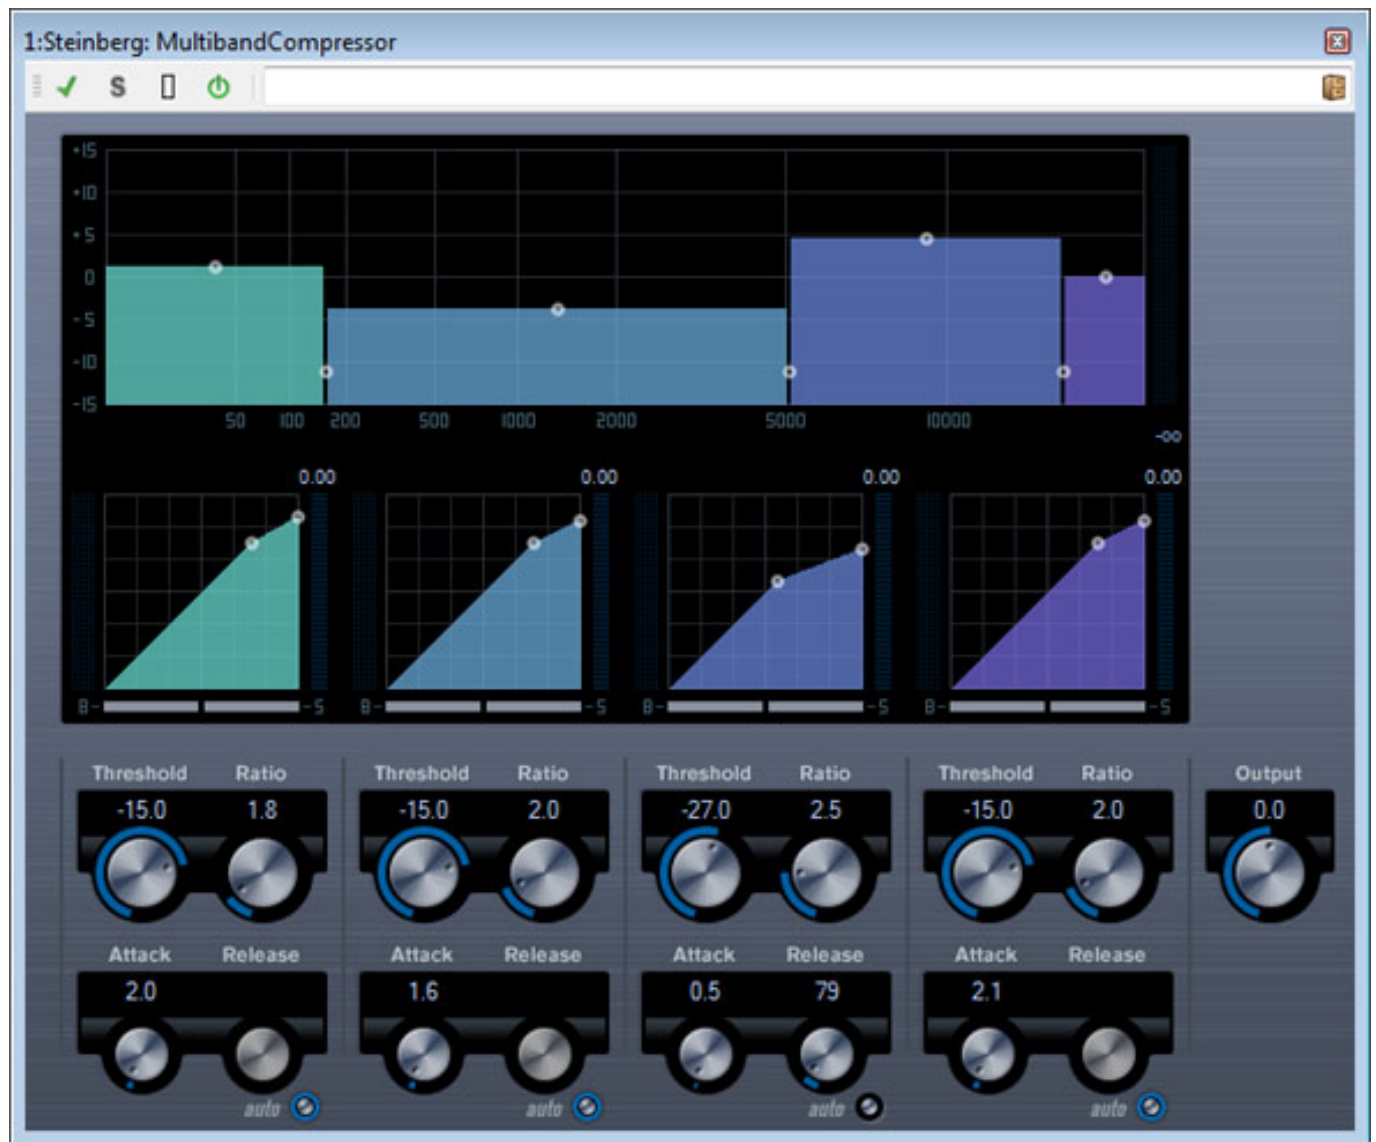 1:Steinberg: MultibandCompressor
S
+15
+10
+5
0
-5
-10
-15
50 100 200 500 1000 2000 5000 10000
-∞
0.00 0.00 0.00 0.00
B- -S B- -S B- -S B- -S
Threshold Ratio Threshold Ratio Threshold Ratio Threshold Ratio Output
-15.0 1.8 -15.0 2.0 -27.0 2.5 -15.0 2.0 0.0
Attack Release Attack Release Attack Release Attack Release
2.0 1.6 0.5 79 2.1
auto auto auto auto